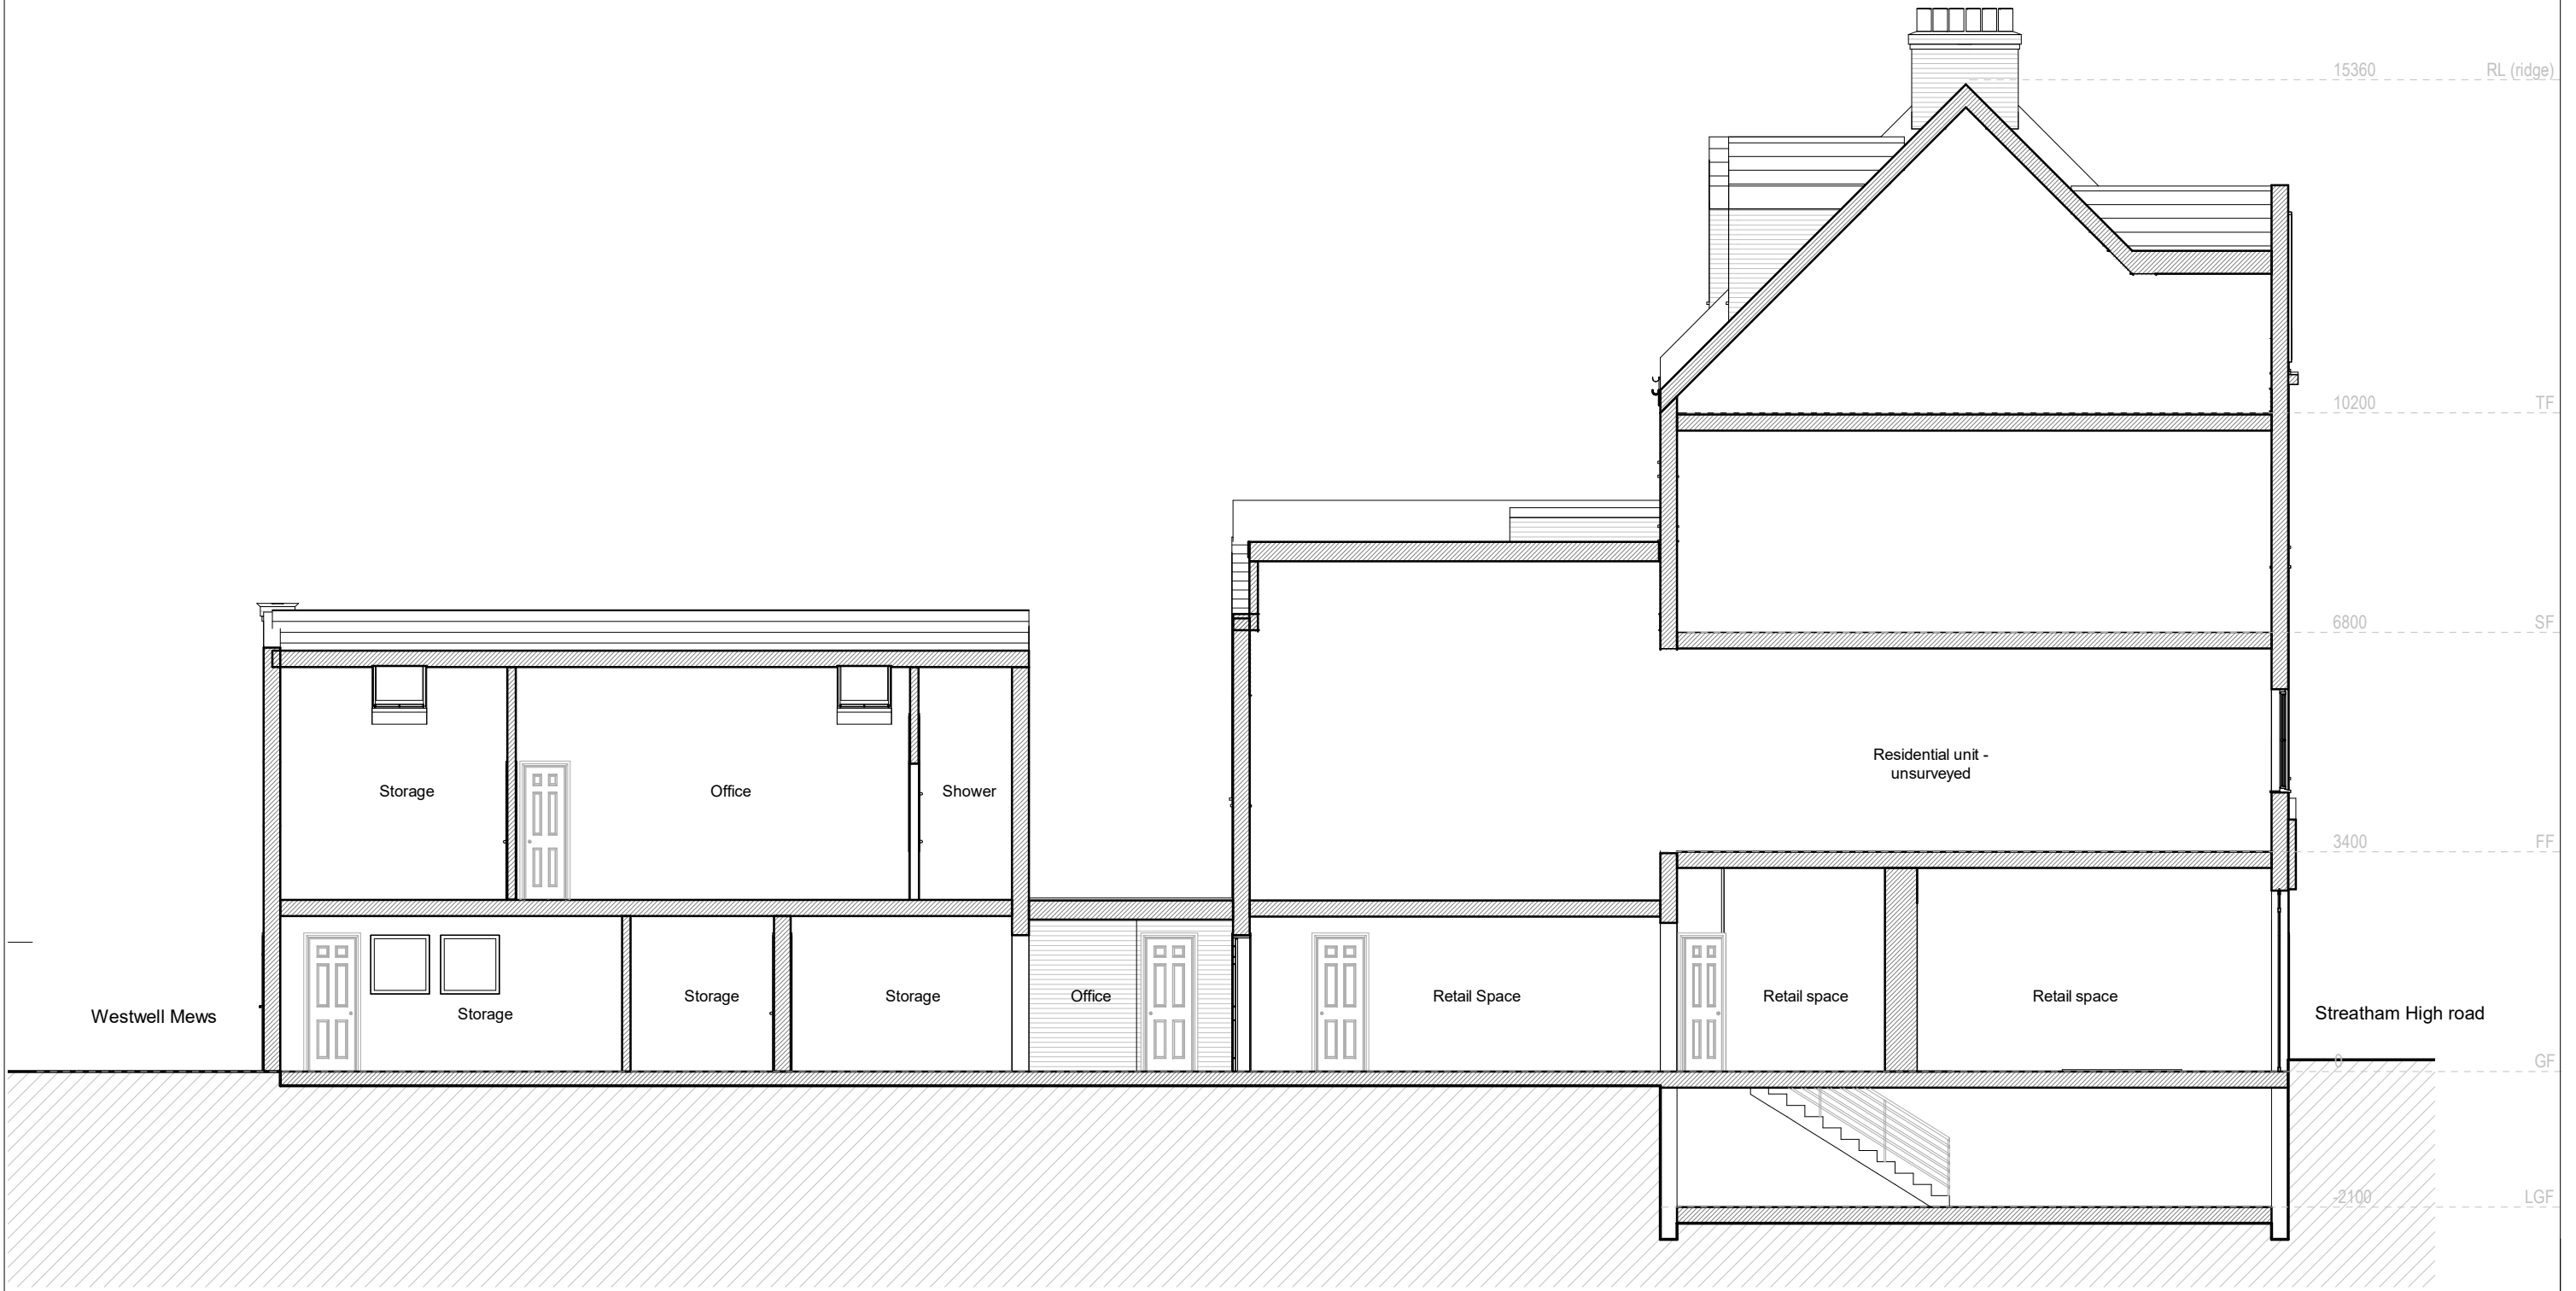 15360 RL (ridge)
10200 TF
6800 SF
Residential unit -
unsurveyed
Storage Office Shower
3400 FF
Storage Storage Office Retail Space Retail space Retail space
Storage
Westwell Mews
Streatham High road
0 GF
-2100 LGF